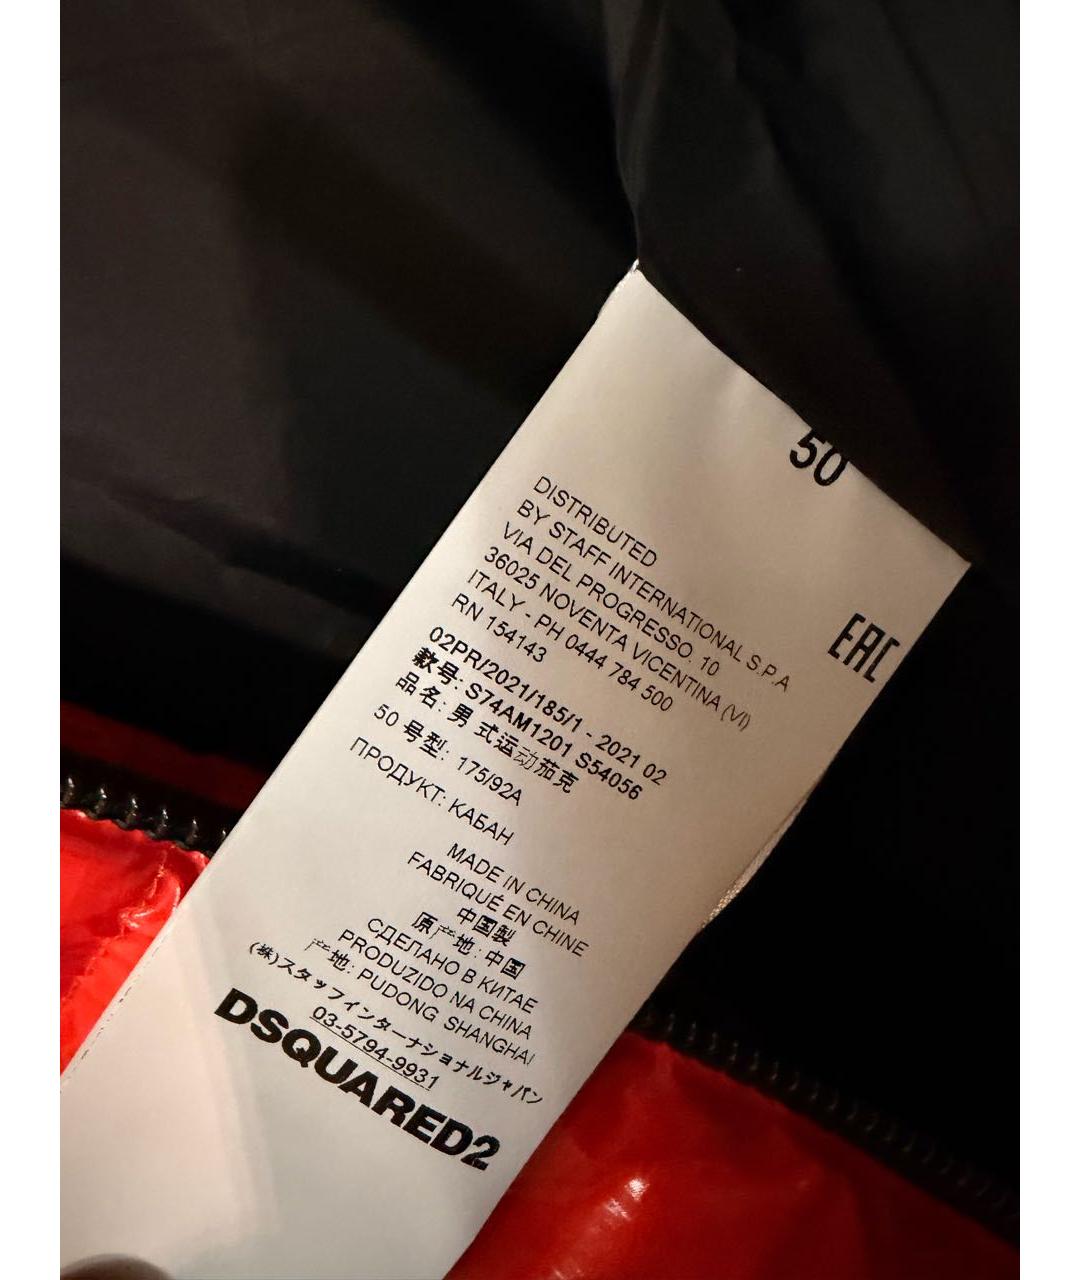 50
EAC
DISTRIBUTED
BY STAFF INTERNATIONAL S.P.A
VIA DEL PROGRESSO. 10
36025 NOVENTA VICENTINA (VI)
ITALY - PH 0444 784 500
RN 154143
02PR/2021/185/1 - 2021 02
款号: S74AM1201 S54056
品名: 男 式运动茄克
50 号型: 175/92A
ПРОДУКТ: КАБАН
MADE IN CHINA
FABRIQUÉ EN CHINE
中国製
原产地: 中国
СДЕЛАНО В КИТАЕ
PRODUZIDO NA CHINA
产地: PUDONG SHANGHAI
(株)スタッフインターナショナルジャパン
03-5794-9931
DSQUARED2